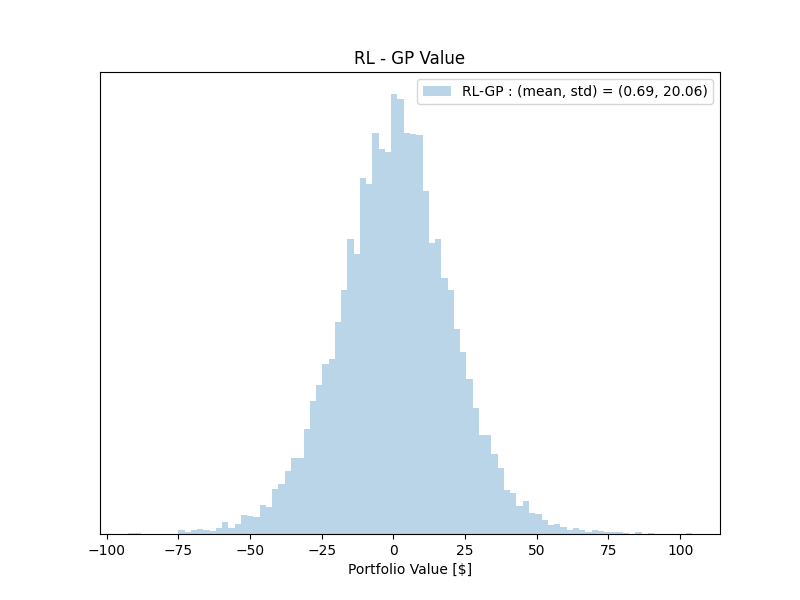 RL - GP Value
RL-GP : (mean, std) = (0.69, 20.06)
−100 −75 −50 −25 0 25 50 75 100
Portfolio Value [$]